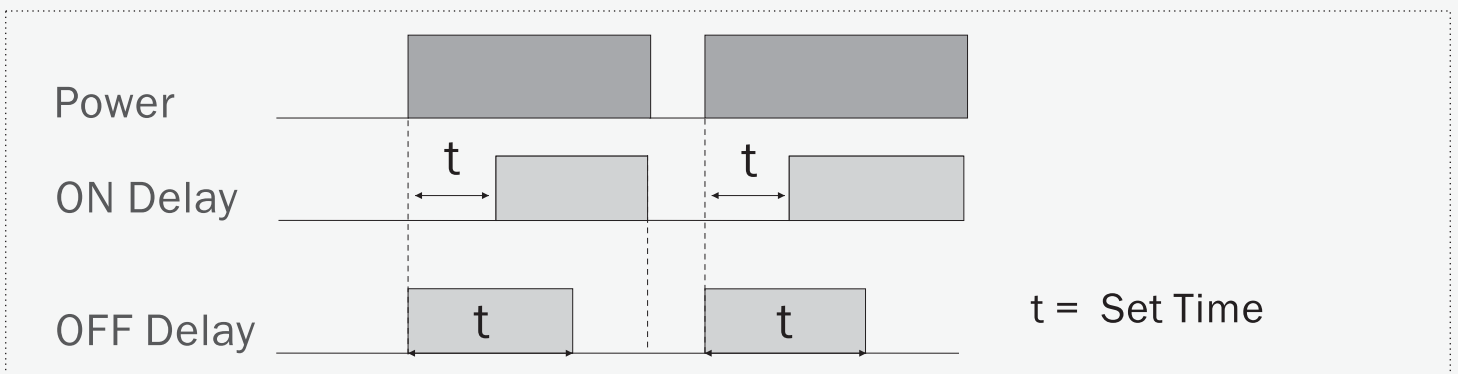 Power
t t
ON Delay
t t
OFF Delay
t = Set Time